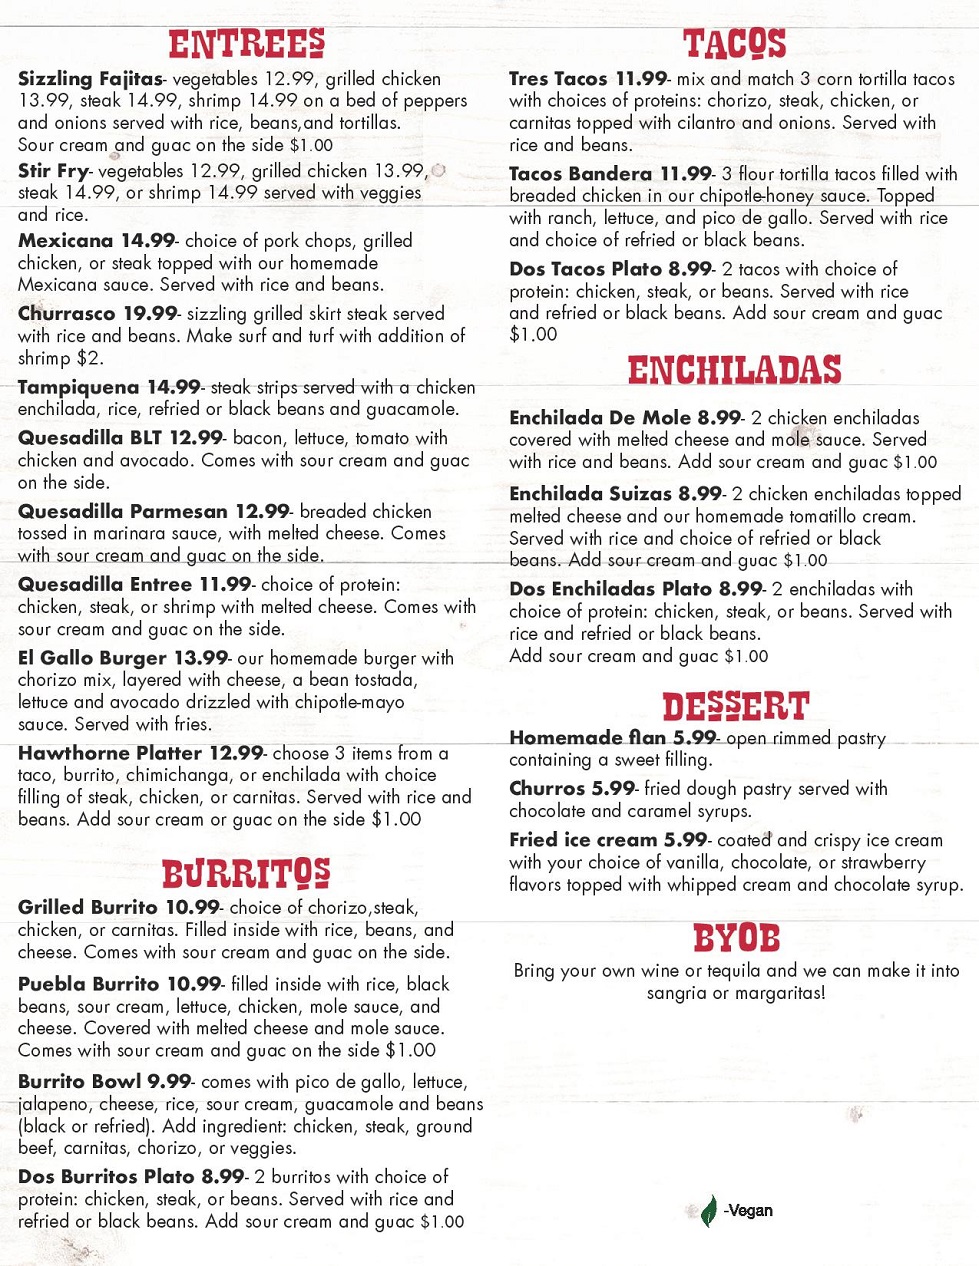 ENTREES
Sizzling Fajitas- vegetables 12.99, grilled chicken
13.99, steak 14.99, shrimp 14.99 on a bed of peppers
and onions served with rice, beans,and tortillas.
Sour cream and guac on the side $1.00
Stir Fry- vegetables 12.99, grilled chicken 13.99,
steak 14.99, or shrimp 14.99 served with veggies
and rice.
Mexicana 14.99- choice of pork chops, grilled
chicken, or steak topped with our homemade
Mexicana sauce. Served with rice and beans.
Churrasco 19.99- sizzling grilled skirt steak served
with rice and beans. Make surf and turf with addition of
shrimp $2.
Tampiquena 14.99- steak strips served with a chicken
enchilada, rice, refried or black beans and guacamole.
Quesadilla BLT 12.99- bacon, lettuce, tomato with
chicken and avocado. Comes with sour cream and guac
on the side.
Quesadilla Parmesan 12.99- breaded chicken
tossed in marinara sauce, with melted cheese. Comes
with sour cream and guac on the side.
Quesadilla Entree 11.99- choice of protein:
chicken, steak, or shrimp with melted cheese. Comes with
sour cream and guac on the side.
El Gallo Burger 13.99- our homemade burger with
chorizo mix, layered with cheese, a bean tostada,
lettuce and avocado drizzled with chipotle-mayo
sauce. Served with fries.
Hawthorne Platter 12.99- choose 3 items from a
taco, burrito, chimichanga, or enchilada with choice
filling of steak, chicken, or carnitas. Served with rice and
beans. Add sour cream or guac on the side $1.00
BURRITOS
Grilled Burrito 10.99- choice of chorizo,steak,
chicken, or carnitas. Filled inside with rice, beans, and
cheese. Comes with sour cream and guac on the side.
Puebla Burrito 10.99- filled inside with rice, black
beans, sour cream, lettuce, chicken, mole sauce, and
cheese. Covered with melted cheese and mole sauce.
Comes with sour cream and guac on the side $1.00
Burrito Bowl 9.99- comes with pico de gallo, lettuce,
jalapeno, cheese, rice, sour cream, guacamole and beans
(black or refried). Add ingredient: chicken, steak, ground
beef, carnitas, chorizo, or veggies.
Dos Burritos Plato 8.99- 2 burritos with choice of
protein: chicken, steak, or beans. Served with rice and
refried or black beans. Add sour cream and guac $1.00
TACOS
Tres Tacos 11.99- mix and match 3 corn tortilla tacos
with choices of proteins: chorizo, steak, chicken, or
carnitas topped with cilantro and onions. Served with
rice and beans.
Tacos Bandera 11.99- 3 flour tortilla tacos filled with
breaded chicken in our chipotle-honey sauce. Topped
with ranch, lettuce, and pico de gallo. Served with rice
and choice of refried or black beans.
Dos Tacos Plato 8.99- 2 tacos with choice of
protein: chicken, steak, or beans. Served with rice
and refried or black beans. Add sour cream and guac
$1.00
ENCHILADAS
Enchilada De Mole 8.99- 2 chicken enchiladas
covered with melted cheese and mole sauce. Served
with rice and beans. Add sour cream and guac $1.00
Enchilada Suizas 8.99- 2 chicken enchiladas topped
melted cheese and our homemade tomatillo cream.
Served with rice and choice of refried or black
beans. Add sour cream and guac $1.00
Dos Enchiladas Plato 8.99- 2 enchiladas with
choice of protein: chicken, steak, or beans. Served with
rice and refried or black beans.
Add sour cream and guac $1.00
DESSERT
Homemade flan 5.99- open rimmed pastry
containing a sweet filling.
Churros 5.99- fried dough pastry served with
chocolate and caramel syrups.
Fried ice cream 5.99- coated and crispy ice cream
with your choice of vanilla, chocolate, or strawberry
flavors topped with whipped cream and chocolate syrup.
BYOB
Bring your own wine or tequila and we can make it into
sangria or margaritas!
-Vegan